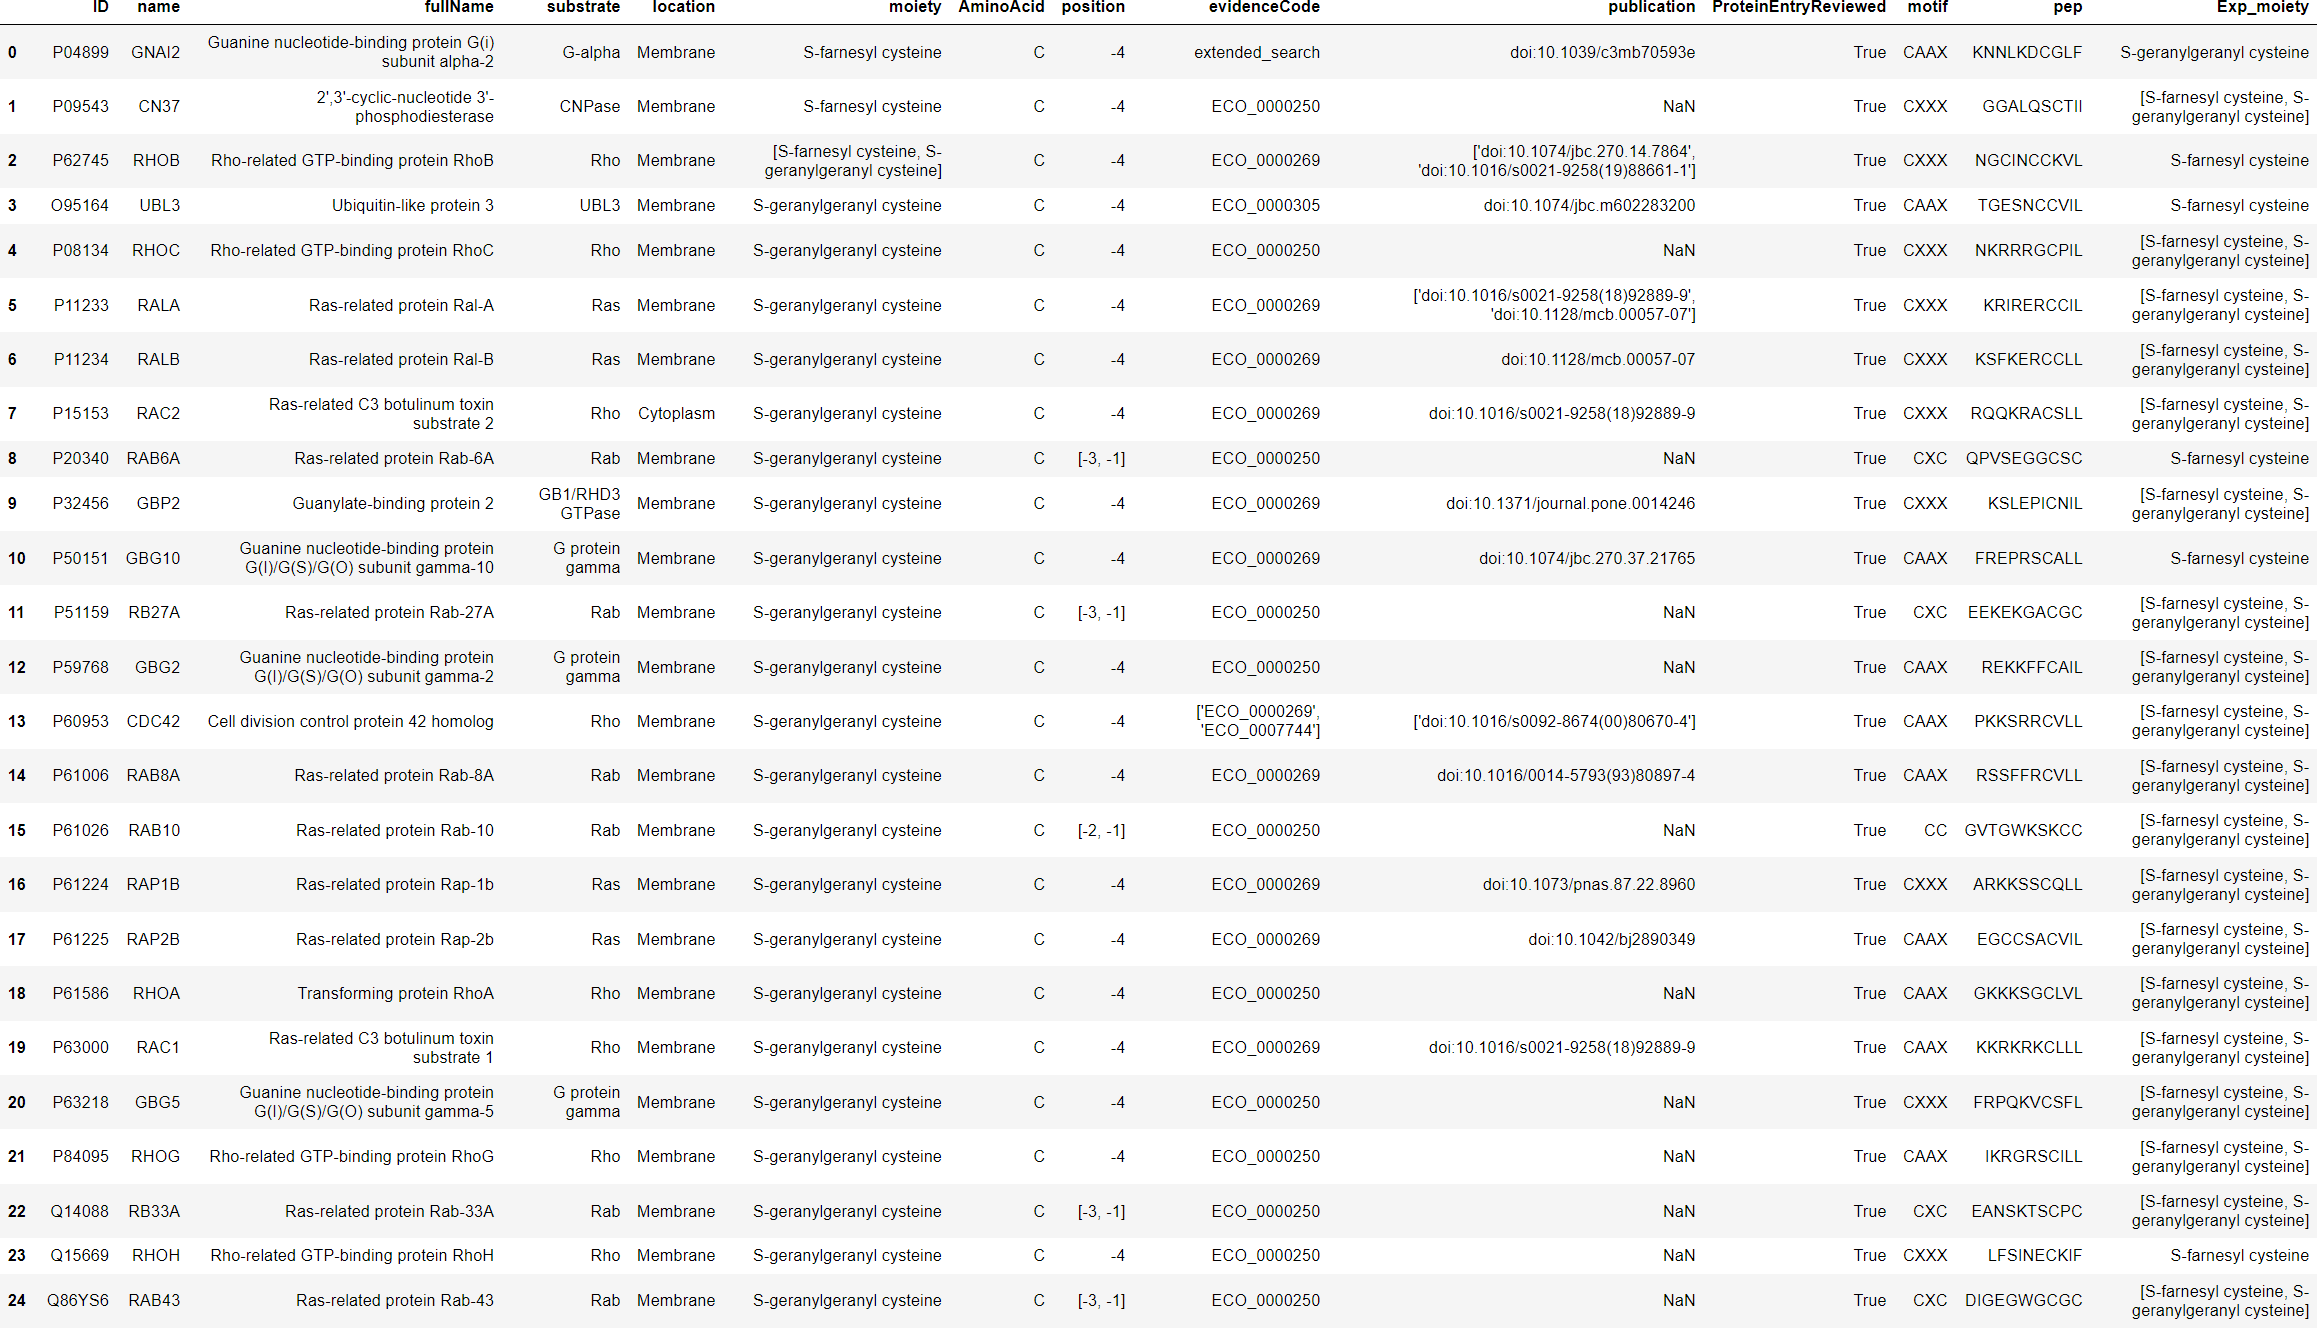 ID name fullName substrate location moiety AminoAcid position evidenceCode publication ProteinEntryReviewed motif pep Exp_moiety
0 P04899 GNAI2 Guanine nucleotide-binding protein G(i) subunit alpha-2 G-alpha Membrane S-farnesyl cysteine C -4 extended_search doi:10.1039/c3mb70593e True CAAX KNNLKDCGLF S-geranylgeranyl cysteine
1 P09543 CN37 2',3'-cyclic-nucleotide 3'-phosphodiesterase CNPase Membrane S-farnesyl cysteine C -4 ECO_0000250 NaN True CXXX GGALQSCTII [S-farnesyl cysteine, S-geranylgeranyl cysteine]
2 P62745 RHOB Rho-related GTP-binding protein RhoB Rho Membrane [S-farnesyl cysteine, S-geranylgeranyl cysteine] C -4 ECO_0000269 ['doi:10.1074/jbc.270.14.7864', 'doi:10.1016/s0021-9258(19)88661-1'] True CXXX NGCINCCKVL S-farnesyl cysteine
3 O95164 UBL3 Ubiquitin-like protein 3 UBL3 Membrane S-geranylgeranyl cysteine C -4 ECO_0000305 doi:10.1074/jbc.m602283200 True CAAX TGESNCCVIL S-farnesyl cysteine
4 P08134 RHOC Rho-related GTP-binding protein RhoC Rho Membrane S-geranylgeranyl cysteine C -4 ECO_0000250 NaN True CXXX NKRRRGCPIL [S-farnesyl cysteine, S-geranylgeranyl cysteine]
5 P11233 RALA Ras-related protein Ral-A Ras Membrane S-geranylgeranyl cysteine C -4 ECO_0000269 ['doi:10.1016/s0021-9258(18)92889-9', 'doi:10.1128/mcb.00057-07'] True CXXX KRIRERCCIL [S-farnesyl cysteine, S-geranylgeranyl cysteine]
6 P11234 RALB Ras-related protein Ral-B Ras Membrane S-geranylgeranyl cysteine C -4 ECO_0000269 doi:10.1128/mcb.00057-07 True CXXX KSFKERCCLL [S-farnesyl cysteine, S-geranylgeranyl cysteine]
7 P15153 RAC2 Ras-related C3 botulinum toxin substrate 2 Rho Cytoplasm S-geranylgeranyl cysteine C -4 ECO_0000269 doi:10.1016/s0021-9258(18)92889-9 True CXXX RQQKRACSLL [S-farnesyl cysteine, S-geranylgeranyl cysteine]
8 P20340 RAB6A Ras-related protein Rab-6A Rab Membrane S-geranylgeranyl cysteine C [-3, -1] ECO_0000250 NaN True CXC QPVSEGGCSC S-farnesyl cysteine
9 P32456 GBP2 Guanylate-binding protein 2 GB1/RHD3 GTPase Membrane S-geranylgeranyl cysteine C -4 ECO_0000269 doi:10.1371/journal.pone.0014246 True CXXX KSLEPICNIL [S-farnesyl cysteine, S-geranylgeranyl cysteine]
10 P50151 GBG10 Guanine nucleotide-binding protein G(I)/G(S)/G(O) subunit gamma-10 G protein gamma Membrane S-geranylgeranyl cysteine C -4 ECO_0000269 doi:10.1074/jbc.270.37.21765 True CAAX FREPRSCALL S-farnesyl cysteine
11 P51159 RB27A Ras-related protein Rab-27A Rab Membrane S-geranylgeranyl cysteine C [-3, -1] ECO_0000250 NaN True CXC EEKEKGACGC [S-farnesyl cysteine, S-geranylgeranyl cysteine]
12 P59768 GBG2 Guanine nucleotide-binding protein G(I)/G(S)/G(O) subunit gamma-2 G protein gamma Membrane S-geranylgeranyl cysteine C -4 ECO_0000250 NaN True CAAX REKKFFCAIL [S-farnesyl cysteine, S-geranylgeranyl cysteine]
13 P60953 CDC42 Cell division control protein 42 homolog Rho Membrane S-geranylgeranyl cysteine C -4 ['ECO_0000269', 'ECO_0007744'] ['doi:10.1016/s0092-8674(00)80670-4'] True CAAX PKKSRRCVLL [S-farnesyl cysteine, S-geranylgeranyl cysteine]
14 P61006 RAB8A Ras-related protein Rab-8A Rab Membrane S-geranylgeranyl cysteine C -4 ECO_0000269 doi:10.1016/0014-5793(93)80897-4 True CAAX RSSFFRCVLL [S-farnesyl cysteine, S-geranylgeranyl cysteine]
15 P61026 RAB10 Ras-related protein Rab-10 Rab Membrane S-geranylgeranyl cysteine C [-2, -1] ECO_0000250 NaN True CC GVTGWKSKCC [S-farnesyl cysteine, S-geranylgeranyl cysteine]
16 P61224 RAP1B Ras-related protein Rap-1b Ras Membrane S-geranylgeranyl cysteine C -4 ECO_0000269 doi:10.1073/pnas.87.22.8960 True CXXX ARKKSSCQLL [S-farnesyl cysteine, S-geranylgeranyl cysteine]
17 P61225 RAP2B Ras-related protein Rap-2b Ras Membrane S-geranylgeranyl cysteine C -4 ECO_0000269 doi:10.1042/bj2890349 True CAAX EGCCSACVIL [S-farnesyl cysteine, S-geranylgeranyl cysteine]
18 P61586 RHOA Transforming protein RhoA Rho Membrane S-geranylgeranyl cysteine C -4 ECO_0000250 NaN True CAAX GKKKSGCLVL [S-farnesyl cysteine, S-geranylgeranyl cysteine]
19 P63000 RAC1 Ras-related C3 botulinum toxin substrate 1 Rho Membrane S-geranylgeranyl cysteine C -4 ECO_0000269 doi:10.1016/s0021-9258(18)92889-9 True CAAX KKRKRKCLLL [S-farnesyl cysteine, S-geranylgeranyl cysteine]
20 P63218 GBG5 Guanine nucleotide-binding protein G(I)/G(S)/G(O) subunit gamma-5 G protein gamma Membrane S-geranylgeranyl cysteine C -4 ECO_0000250 NaN True CXXX FRPQKVCSFL [S-farnesyl cysteine, S-geranylgeranyl cysteine]
21 P84095 RHOG Rho-related GTP-binding protein RhoG Rho Membrane S-geranylgeranyl cysteine C -4 ECO_0000250 NaN True CAAX IKRGRSCILL [S-farnesyl cysteine, S-geranylgeranyl cysteine]
22 Q14088 RB33A Ras-related protein Rab-33A Rab Membrane S-geranylgeranyl cysteine C [-3, -1] ECO_0000250 NaN True CXC EANSKTSCPC [S-farnesyl cysteine, S-geranylgeranyl cysteine]
23 Q15669 RHOH Rho-related GTP-binding protein RhoH Rho Membrane S-geranylgeranyl cysteine C -4 ECO_0000250 NaN True CXXX LFSINECKIF S-farnesyl cysteine
24 Q86YS6 RAB43 Ras-related protein Rab-43 Rab Membrane S-geranylgeranyl cysteine C [-3, -1] ECO_0000250 NaN True CXC DIGEGWGCGC [S-farnesyl cysteine, S-geranylgeranyl cysteine]